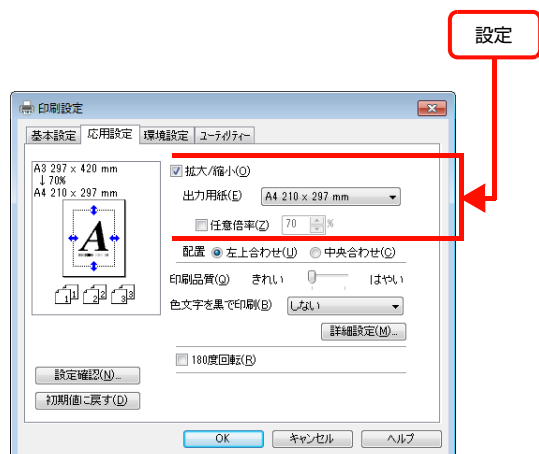 設定
印刷設定
基本設定 応用設定 環境設定 ユーティリティー
A3 297 x 420 mm
↓70%
A4 210 x 297 mm
A
1 1 2 2 3 3
拡大/縮小(O)
出力用紙(E) A4 210 x 297 mm
任意倍率(Z) 70 %
配置 左上合わせ(U) 中央合わせ(C)
印刷品質(Q) きれい はやい
色文字を黒で印刷(B) しない
詳細設定(M)...
180度回転(R)
設定確認(N)...
初期値に戻す(D)
OK キャンセル ヘルプ